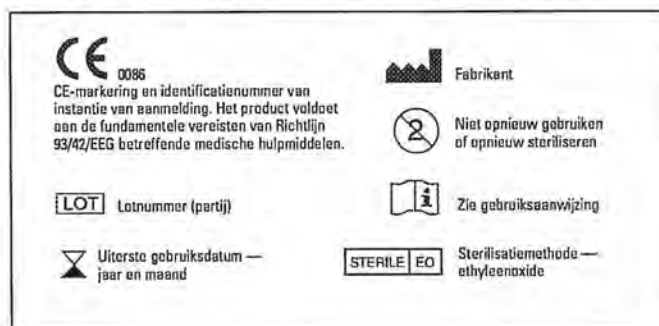 CE 0086
CE-markering en identificatienummer van
instantie van aanmelding. Het product voldoet
aan de fundamentele vereisten van Richtlijn
93/42/EEG betreffende medische hulpmiddelen.
LOT Lotnummer (partij)
Uiterste gebruiksdatum —
jaar en maand
Fabrikant
2 Niet opnieuw gebruiken
of opnieuw steriliseren
i Zie gebruiksaanwijzing
STERILE EO Sterilisatiemethode —
ethyleenoxide